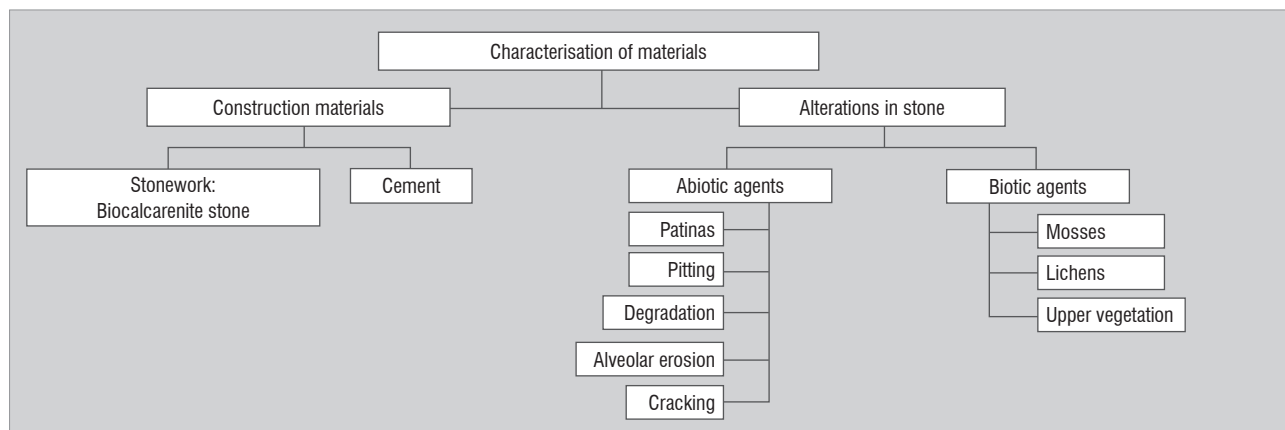 Characterisation of materials
Construction materials
Alterations in stone
Stonework:
Biocalcarenite stone
Cement
Abiotic agents
Biotic agents
Patinas
Pitting
Degradation
Alveolar erosion
Cracking
Mosses
Lichens
Upper vegetation